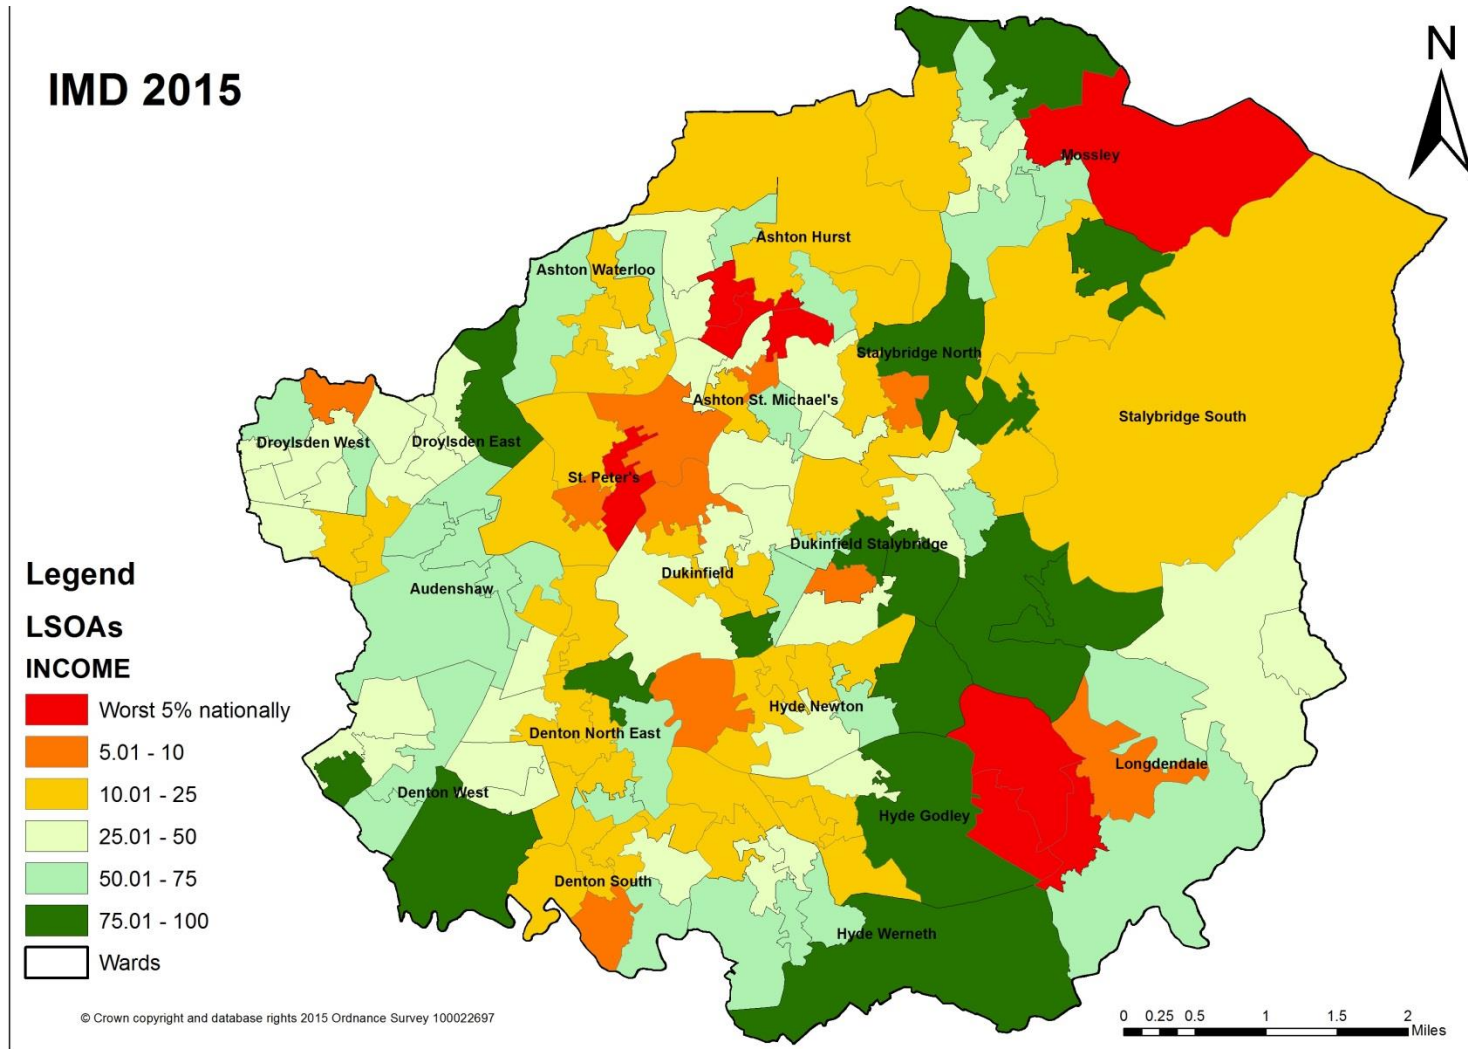 IMD 2015
N
Mossley
Ashton Hurst
Ashton Waterloo
Stalybridge North
Ashton St. Michael's
Stalybridge South
Droylsden West
Droylsden East
St. Peter's
Dukinfield Stalybridge
Dukinfield
Audenshaw
Hyde Newton
Denton North East
Longdendale
Denton West
Hyde Godley
Denton South
Hyde Werneth
Legend
LSOAs
INCOME
Worst 5% nationally
5.01 - 10
10.01 - 25
25.01 - 50
50.01 - 75
75.01 - 100
Wards
© Crown copyright and database rights 2015 Ordnance Survey 100022697
0 0.25 0.5 1 1.5 2
Miles